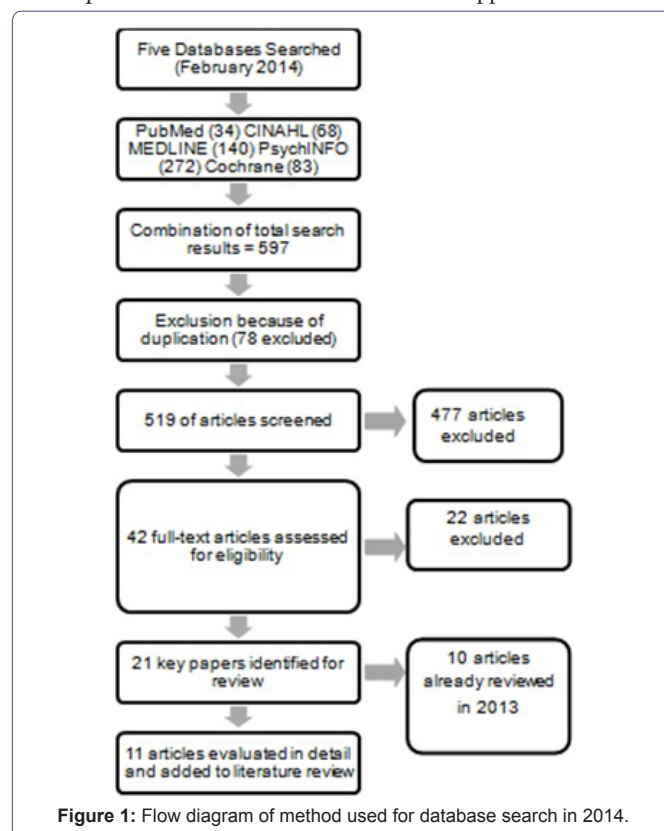 Five Databases Searched
(February 2014)
PubMed (34) CINAHL (68)
MEDLINE (140) PsychINFO
(272) Cochrane (83)
Combination of total search
results = 597
Exclusion because of
duplication (78 excluded)
519 of articles screened
477 articles
excluded
42 full-text articles assessed
for eligibility
22 articles
excluded
21 key papers identified for
review
10 articles
already reviewed
in 2013
11 articles evaluated in detail
and added to literature review
Figure 1: Flow diagram of method used for database search in 2014.